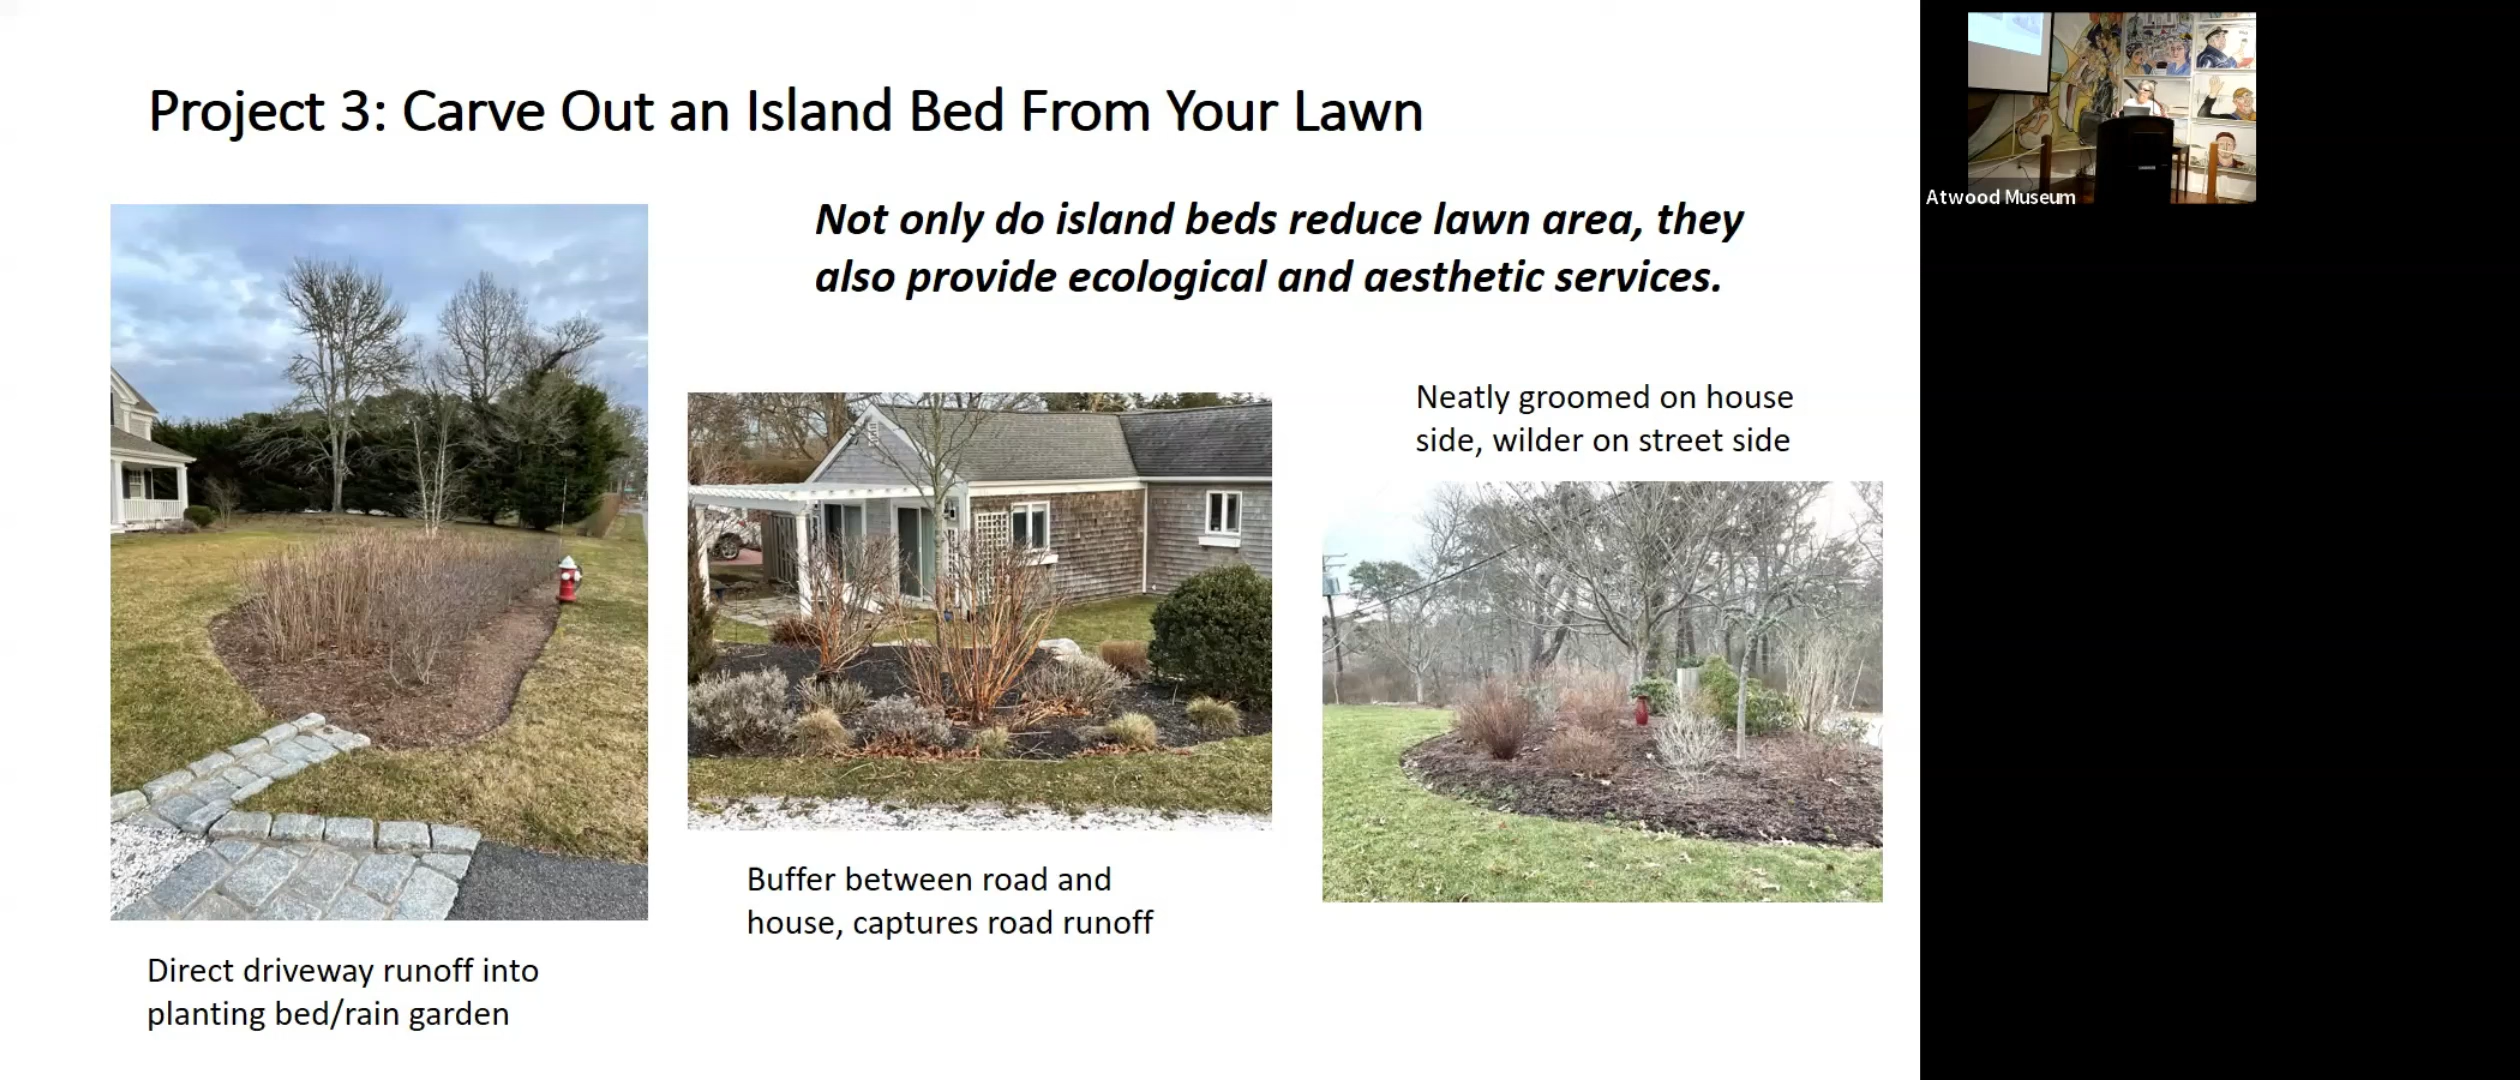 Project 3: Carve Out an Island Bed From Your Lawn
Not only do island beds reduce lawn area, they
also provide ecological and aesthetic services.
Neatly groomed on house
side, wilder on street side
Buffer between road and
house, captures road runoff
Direct driveway runoff into
planting bed/rain garden
Atwood Museum